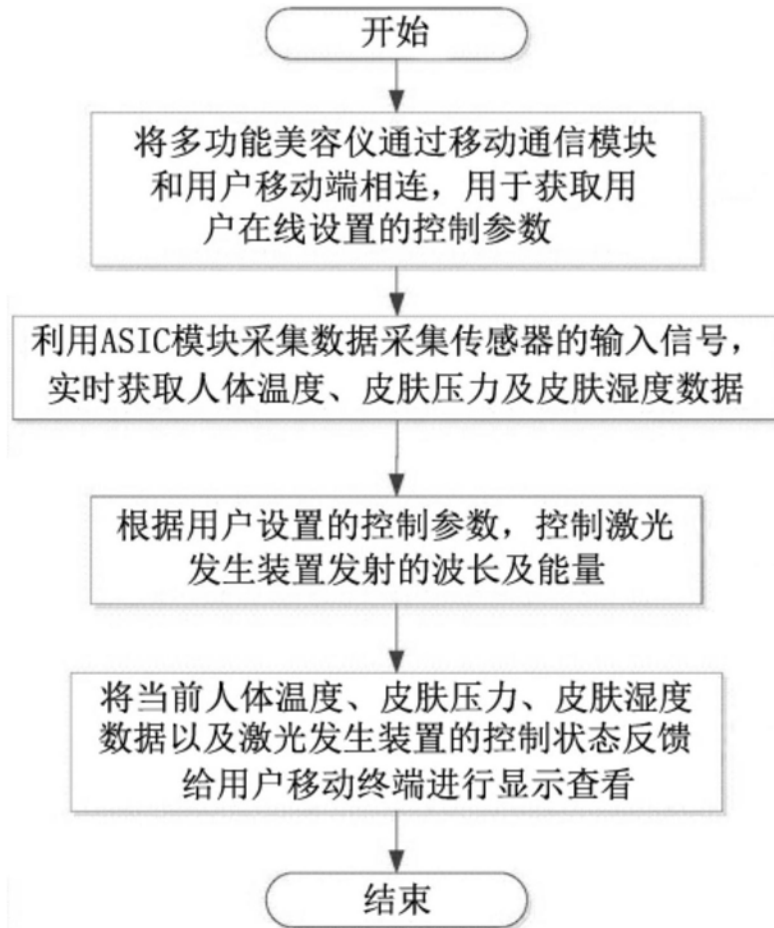 开始
将多功能美容仪通过移动通信模块
和用户移动端相连，用于获取用
户在线设置的控制参数
利用ASIC模块采集数据采集传感器的输入信号，
实时获取人体温度、皮肤压力及皮肤湿度数据
根据用户设置的控制参数，控制激光
发生装置发射的波长及能量
将当前人体温度、皮肤压力、皮肤湿度
数据以及激光发生装置的控制状态反馈
给用户移动终端进行显示查看
结束